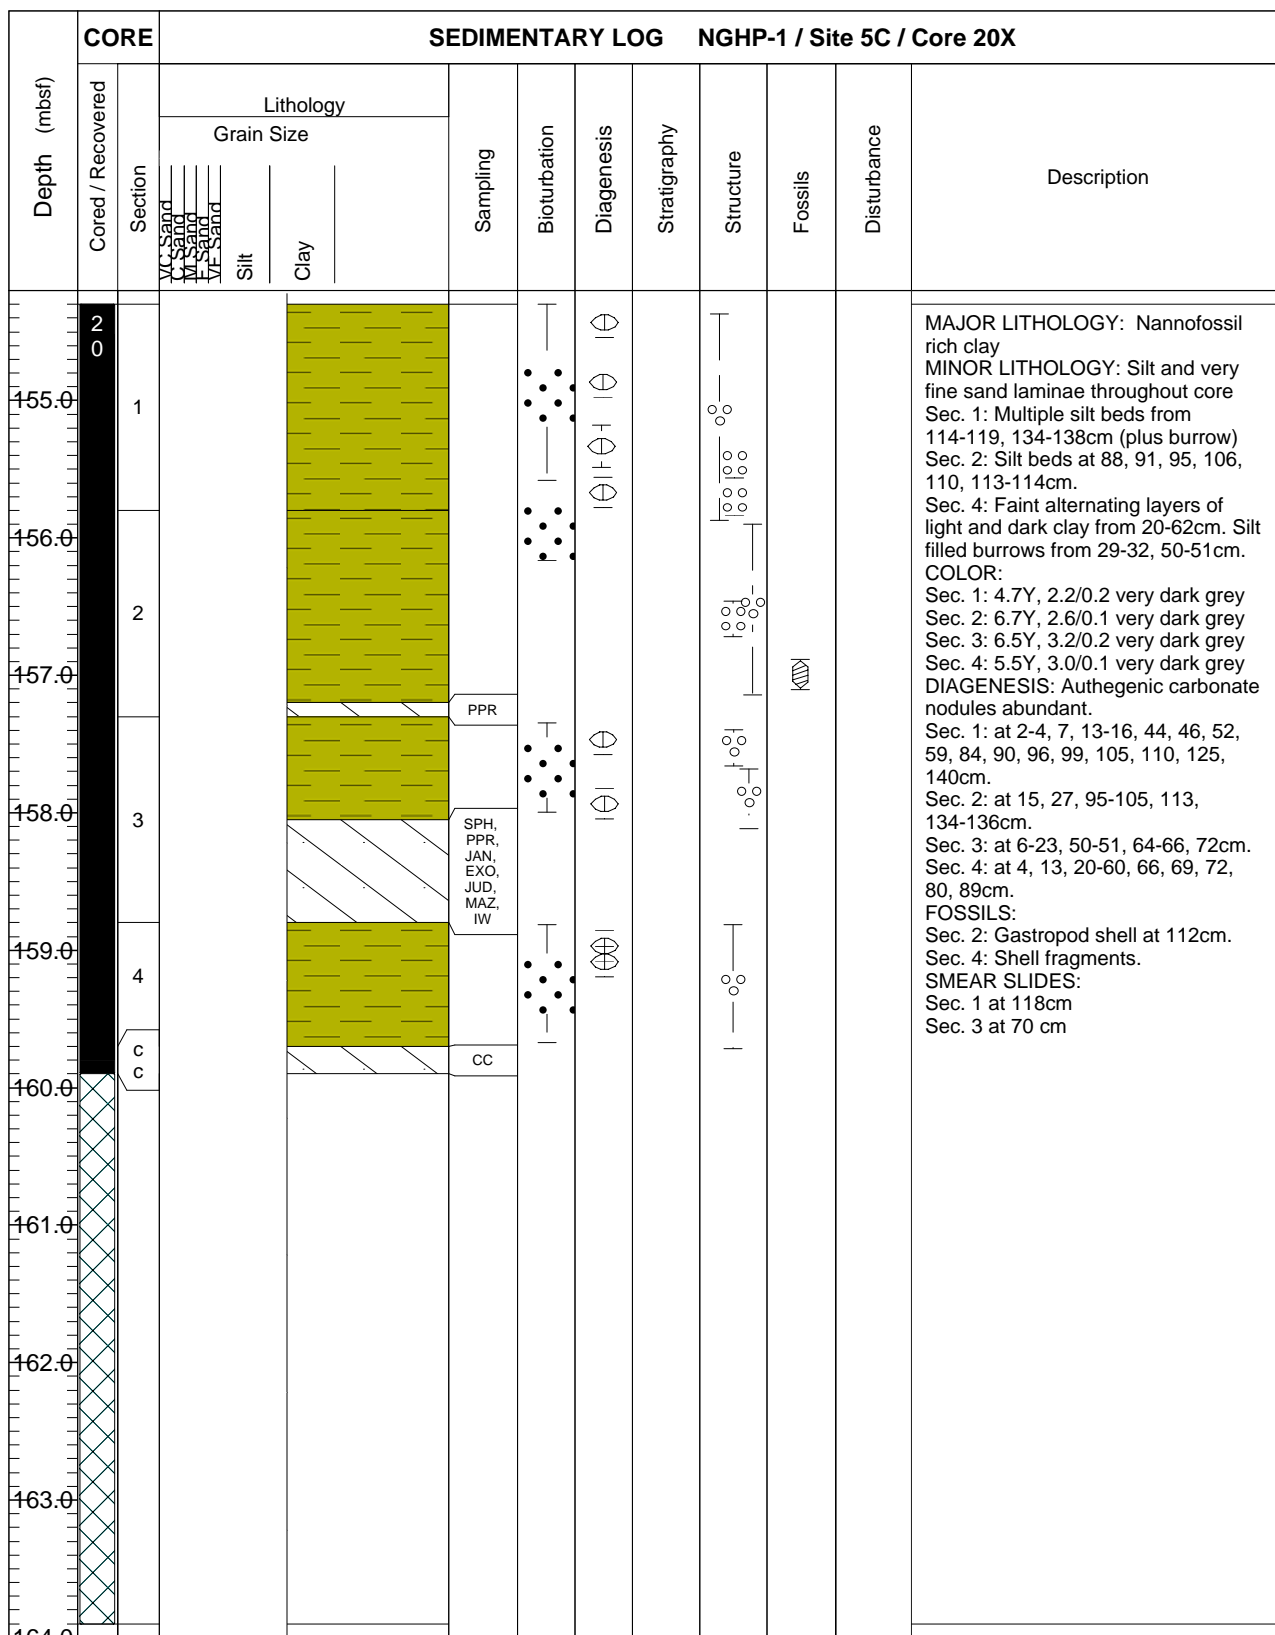 CORE
SEDIMENTARY LOG NGHP-1 / Site 5C / Core 20X
Depth (mbsf)
Cored / Recovered
Section
Lithology
Grain Size
VC Sand
C Sand
M Sand
F Sand
VF Sand
Silt
Clay
Sampling
Bioturbation
Diagenesis
Stratigraphy
Structure
Fossils
Disturbance
Description
2
0
155.0
156.0
157.0
158.0
159.0
160.0
161.0
162.0
163.0
164.0
1
2
3
4
c
c
PPR
SPH,
PPR,
JAN,
EXO,
JUD,
MAZ,
IW
CC
MAJOR LITHOLOGY: Nannofossil
rich clay
MINOR LITHOLOGY: Silt and very
fine sand laminae throughout core
Sec. 1: Multiple silt beds from
114-119, 134-138cm (plus burrow)
Sec. 2: Silt beds at 88, 91, 95, 106,
110, 113-114cm.
Sec. 4: Faint alternating layers of
light and dark clay from 20-62cm. Silt
filled burrows from 29-32, 50-51cm.
COLOR:
Sec. 1: 4.7Y, 2.2/0.2 very dark grey
Sec. 2: 6.7Y, 2.6/0.1 very dark grey
Sec. 3: 6.5Y, 3.2/0.2 very dark grey
Sec. 4: 5.5Y, 3.0/0.1 very dark grey
DIAGENESIS: Authegenic carbonate
nodules abundant.
Sec. 1: at 2-4, 7, 13-16, 44, 46, 52,
59, 84, 90, 96, 99, 105, 110, 125,
140cm.
Sec. 2: at 15, 27, 95-105, 113,
134-136cm.
Sec. 3: at 6-23, 50-51, 64-66, 72cm.
Sec. 4: at 4, 13, 20-60, 66, 69, 72,
80, 89cm.
FOSSILS:
Sec. 2: Gastropod shell at 112cm.
Sec. 4: Shell fragments.
SMEAR SLIDES:
Sec. 1 at 118cm
Sec. 3 at 70 cm